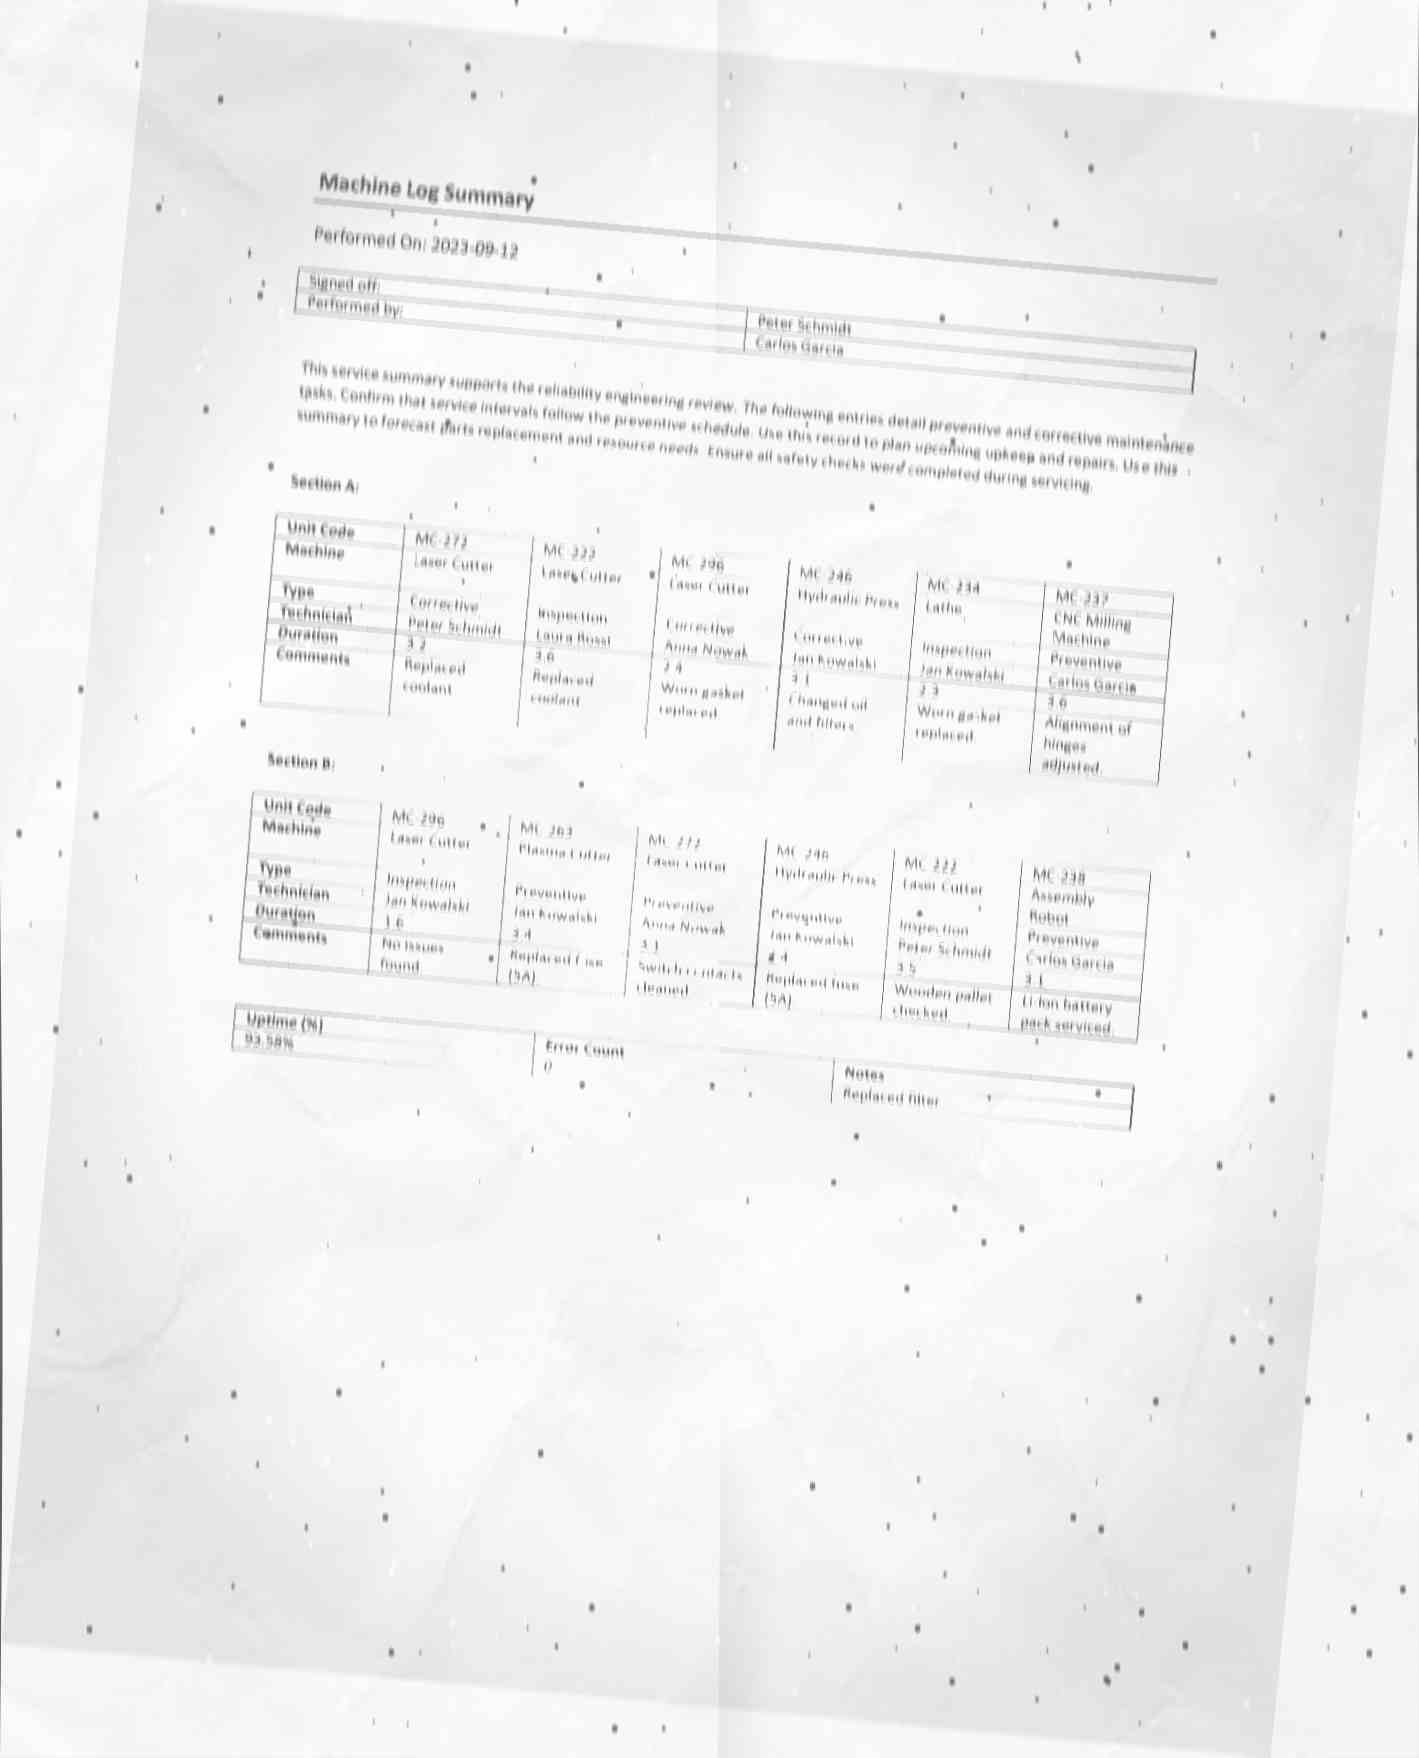 Machine Log Summary
Performed On: 2023-09-12
Signed off: Peter Schmidt
Performed by: Carlos Garcia
This service summary supports the reliability engineering review. The following entries detail preventive and corrective maintenance
tasks. Confirm that service intervals follow the preventive schedule. Use this record to plan upcoming upkeep and repairs. Use this
summary to forecast parts replacement and resource needs. Ensure all safety checks were completed during servicing.
Section A:
Unit Code MC-272 MC-222 MC-296 MC-246 MC-234 MC-237
Machine Laser Cutter Laser Cutter Laser Cutter Hydraulic Press Lathe CNC Milling
Machine
Type Corrective Inspection Corrective Corrective Inspection Preventive
Technician Peter Schmidt Laura Rossi Anna Nowak Jan Kowalski Jan Kowalski Carlos Garcia
Duration 3.2 3.6 2.4 3.1 2.3 3.6
Comments Replaced Replaced Worn gasket Changed oil Worn gasket Alignment of
coolant coolant replaced and filters replaced. hinges
adjusted.
Section B:
Unit Code MC-296 MC-263 MC-272 MC-246 MC-222 MC-238
Machine Laser Cutter Plasma Cutter Laser Cutter Hydraulic Press Laser Cutter Assembly
Robot
Type Inspection Preventive Preventive Preventive Inspection Preventive
Technician Jan Kowalski Jan Kowalski Anna Nowak Jan Kowalski Peter Schmidt Carlos Garcia
Duration 1.6 3.4 3.1 3.5 3.1
Comments No issues Replaced fuse Switch contacts Replaced fuse Wooden pallet Li-Ion battery
found. (5A). cleaned. (5A). checked. pack serviced.
Uptime (%) Error Count Notes
93.58% 0 Replaced filter